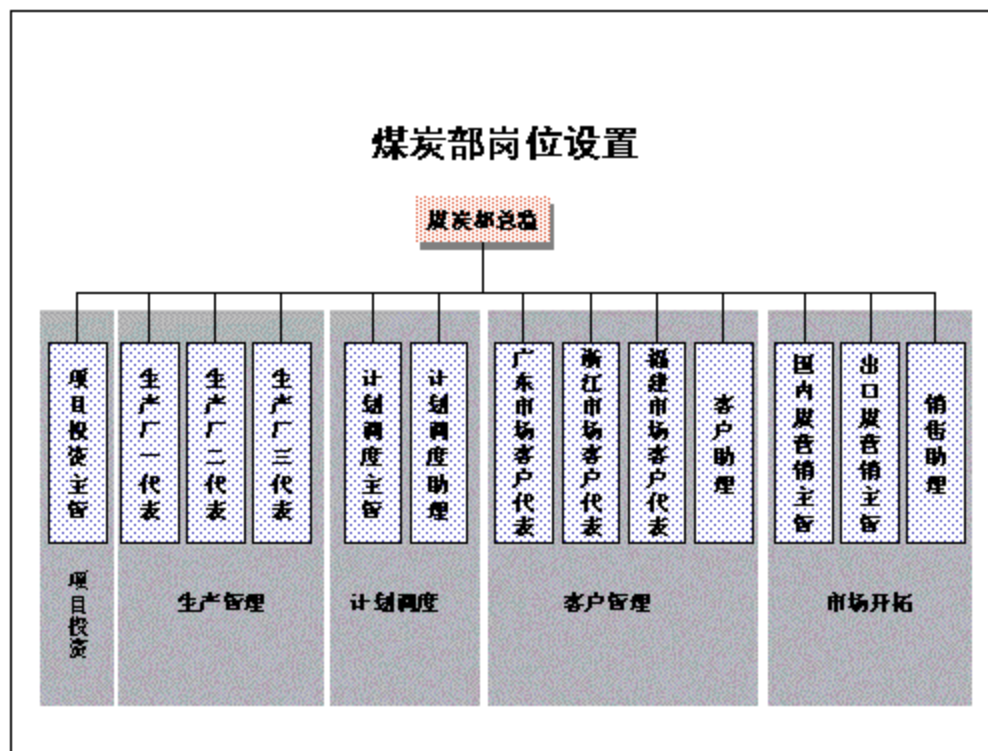 煤炭部岗位设置
煤炭部总监
项目投资主管
生产厂一代表
生产厂二代表
生产厂三代表
计划调度主管
计划调度助理
广东市场客户代表
浙江市场客户代表
福建市场客户代表
客户助理
国内煤营销主管
出口煤营销主管
销售助理
项目投资
生产管理
计划调度
客户管理
市场开拓